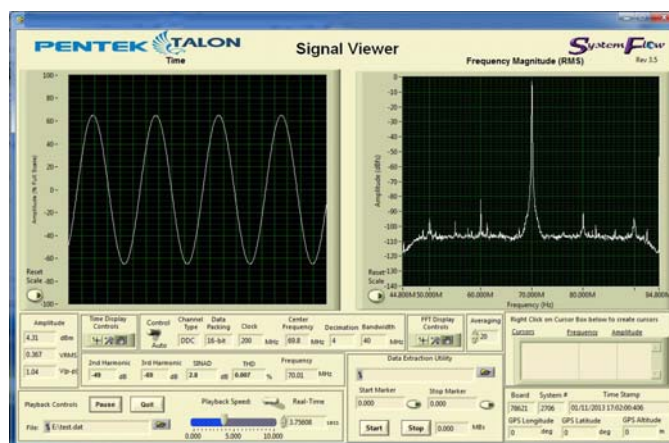 PENTEK TALON
Signal Viewer
SystemFlow
Rev 3.5
Time
Frequency Magnitude (RMS)
100-
80-
60-
40-
20-
0-
-20-
-40-
-60-
-80-
-100-
Amplitude (% Full Scale)
Reset
Scale
0-
-10-
-20-
-30-
-40-
-50-
-60-
-70-
-80-
-90-
-100-
-110-
-120-
-130-
-140-
Amplitude (dBfs)
Reset
Scale
44.800M 50.000M 60.000M 70.000M 80.000M 94.800M
Frequency (Hz)
Amplitude
4.31 dBm
0.367 VRMS
1.04 V(p-p)
Time Display
Controls
Control
Auto
Channel
Type
DDC
Data
Packing
16-bit
Clock
200 MHz
Center
Frequency
69.8 MHz
Decimation
4
Bandwidth
40 MHz
FFT Display
Controls
Averaging
20
2nd Harmonic
-49 dB
3rd Harmonic
-69 dB
SINAD
2.8 dB
THD
0.007 %
Frequency
70.01 MHz
Playback Controls
Pause
Quit
Playback Speed:
Real-Time
0.000 5.000 10.000
3.75608 secs
File: E:\test.dat
Data Extraction Utility
Start Marker
0.000
Stop Marker
0.000
Start
Stop
0.000 MBs
Right Click on Cursor Box below to create cursors
Cursors Frequency Amplitude
Board System # Time Stamp
78621 2706 01/11/2013 17:02:00:406
GPS Longitude GPS Latitude GPS Altitude
0 deg 0 deg 0 m